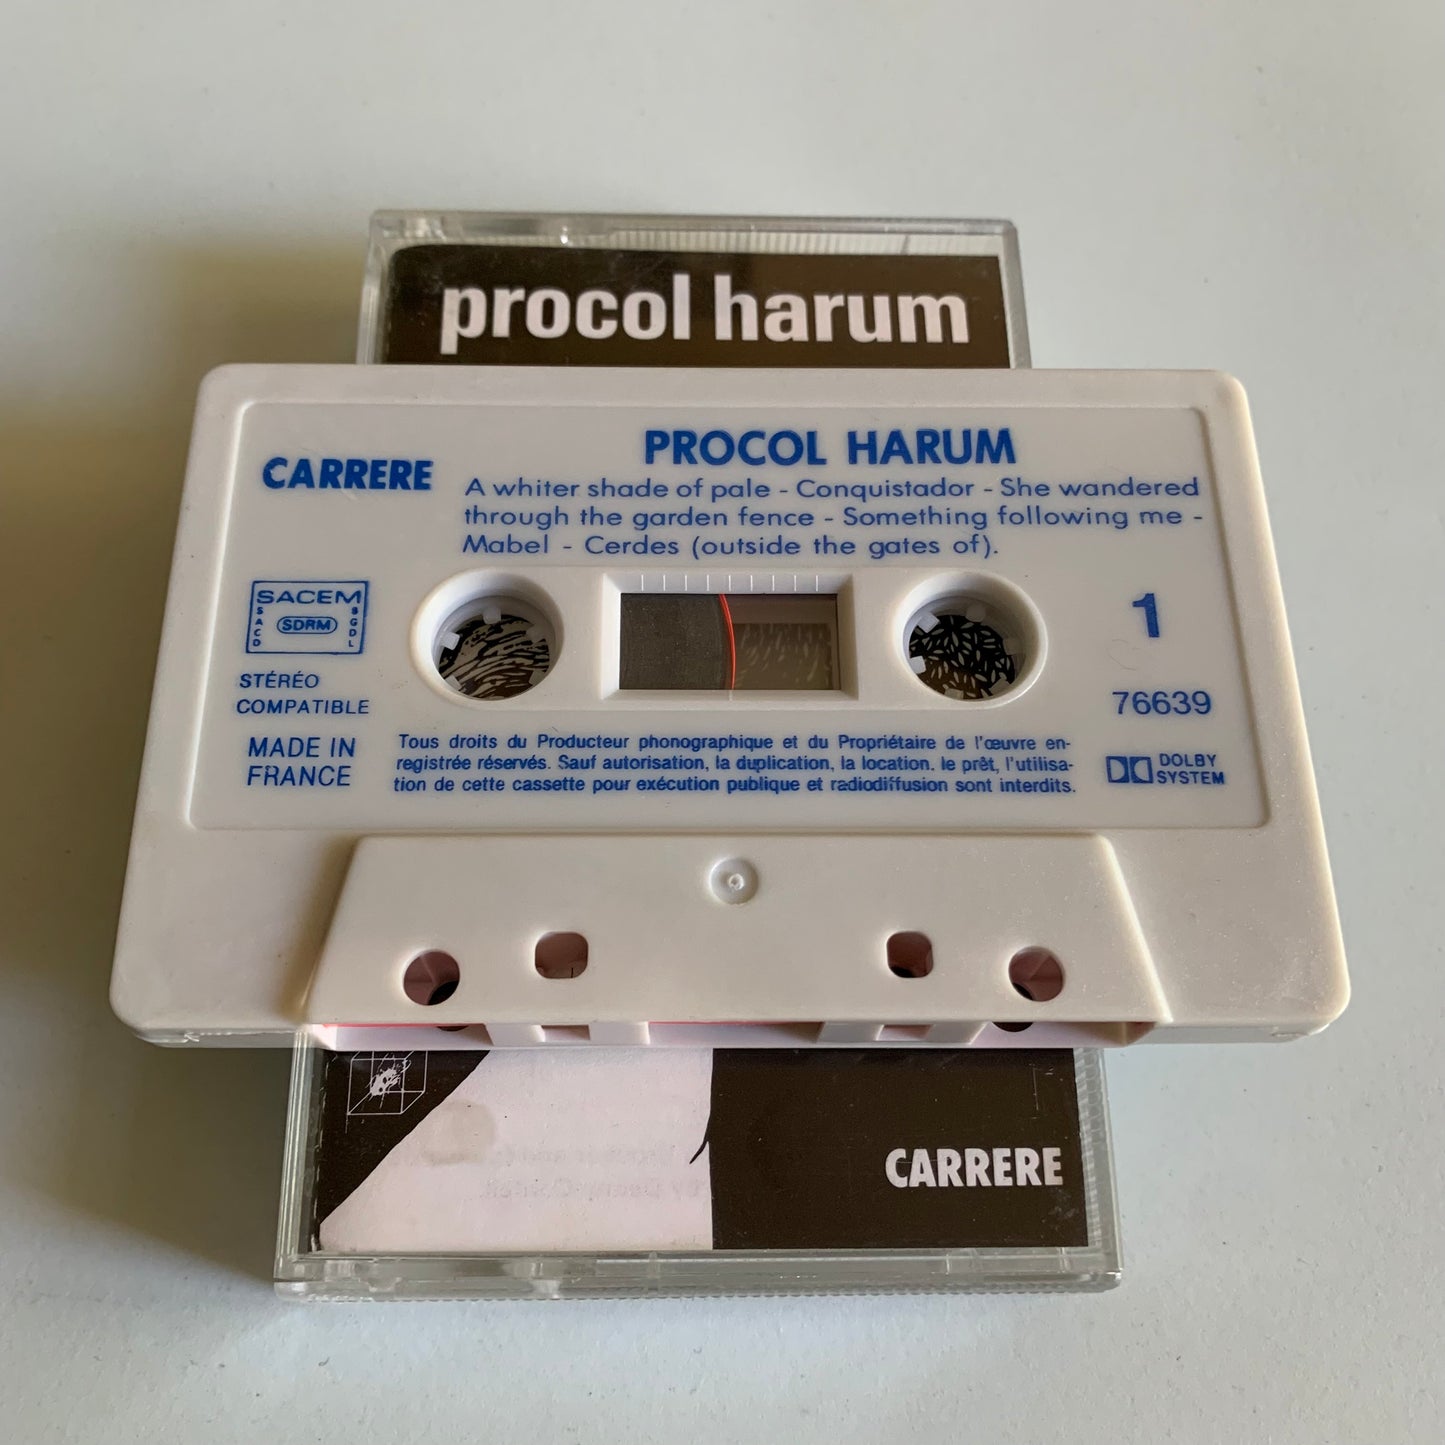 procol harum
PROCOL HARUM
CARRERE
A whiter shade of pale - Conquistador - She wandered
through the garden fence - Something following me -
Mabel - Cerdes (outside the gates of).
SACEM
SACD
SDRM
SGDL
STÉRÉO
COMPATIBLE
1
76639
MADE IN
FRANCE
Tous droits du Producteur phonographique et du Propriétaire de l'œuvre en-
registrée réservés. Sauf autorisation, la duplication, la location. le prêt, l'utilisa-
tion de cette cassette pour exécution publique et radiodiffusion sont interdits.
DOLBY
SYSTEM
CARRERE